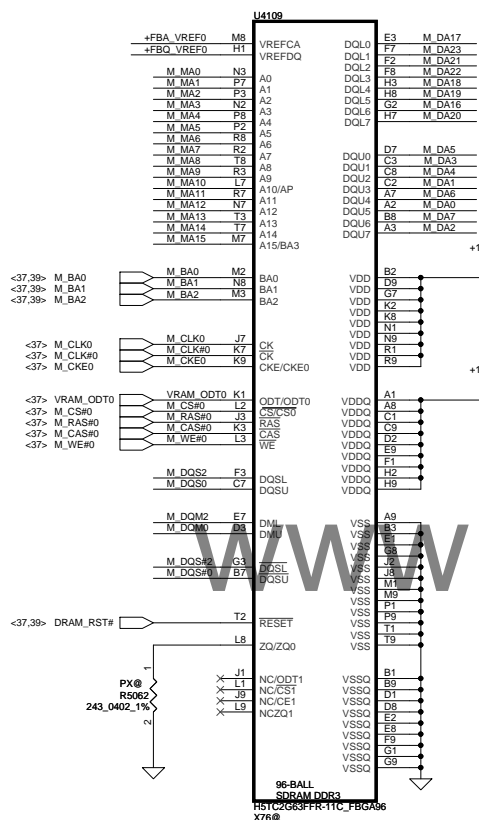 U4109
+FBA_VREF0 M8 VREFCA DQL0 E3 M_DA17
+FBQ_VREF0 H1 VREFDQ DQL1 F7 M_DA23
DQL2 F2 M_DA21
M_MA0 N3 A0 DQL3 F8 M_DA22
M_MA1 P7 A1 DQL4 H3 M_DA18
M_MA2 P3 A2 DQL5 H8 M_DA19
M_MA3 N2 A3 DQL6 G2 M_DA16
M_MA4 P8 A4 DQL7 H7 M_DA20
M_MA5 P2 A5
M_MA6 R8 A6
M_MA7 R2 A7 DQU0 D7 M_DA5
M_MA8 T8 A8 DQU1 C3 M_DA3
M_MA9 R3 A9 DQU2 C8 M_DA4
M_MA10 L7 A10/AP DQU3 C2 M_DA1
M_MA11 R7 A11 DQU4 A7 M_DA6
M_MA12 N7 A12 DQU5 A2 M_DA0
M_MA13 T3 A13 DQU6 B8 M_DA7
M_MA14 T7 A14 DQU7 A3 M_DA2
M_MA15 M7 A15/BA3
+1
<37,39> M_BA0 M_BA0 M2 BA0 VDD B2
<37,39> M_BA1 M_BA1 N8 BA1 VDD D9
<37,39> M_BA2 M_BA2 M3 BA2 VDD G7
VDD K2
VDD K8
VDD N1
<37> M_CLK0 M_CLK0 J7 CK VDD N9
<37> M_CLK#0 M_CLK#0 K7 CK VDD R1
<37> M_CKE0 M_CKE0 K9 CKE/CKE0 VDD R9
+1
<37> VRAM_ODT0 VRAM_ODT0 K1 ODT/ODT0 VDDQ A1
<37> M_CS#0 M_CS#0 L2 CS/CS0 VDDQ A8
<37> M_RAS#0 M_RAS#0 J3 RAS VDDQ C1
<37> M_CAS#0 M_CAS#0 K3 CAS VDDQ C9
<37> M_WE#0 M_WE#0 L3 WE VDDQ D2
VDDQ E9
VDDQ F1
M_DQS2 F3 DQSL VDDQ H2
M_DQS0 C7 DQSU VDDQ H9
M_DQM2 E7 DML VSS A9
M_DQM0 D3 DMU VSS B3
VSS E1
VSS G8
M_DQS#2 G3 DQSL VSS J2
M_DQS#0 B7 DQSU VSS J8
VSS M1
VSS M9
VSS P1
<37,39> DRAM_RST# T2 RESET VSS P9
VSS T1
L8 ZQ/ZQ0 VSS T9
J1 NC/ODT1 VSSQ B1
L1 NC/CS1 VSSQ B9
J9 NC/CE1 VSSQ D1
L9 NCZQ1 VSSQ D8
VSSQ E2
VSSQ E8
VSSQ F9
VSSQ G1
VSSQ G9
1
PX@
R5062
243_0402_1%
2
96-BALL
SDRAM DDR3
H5TC2G63FFR-11C_FBGA96
X76@
www